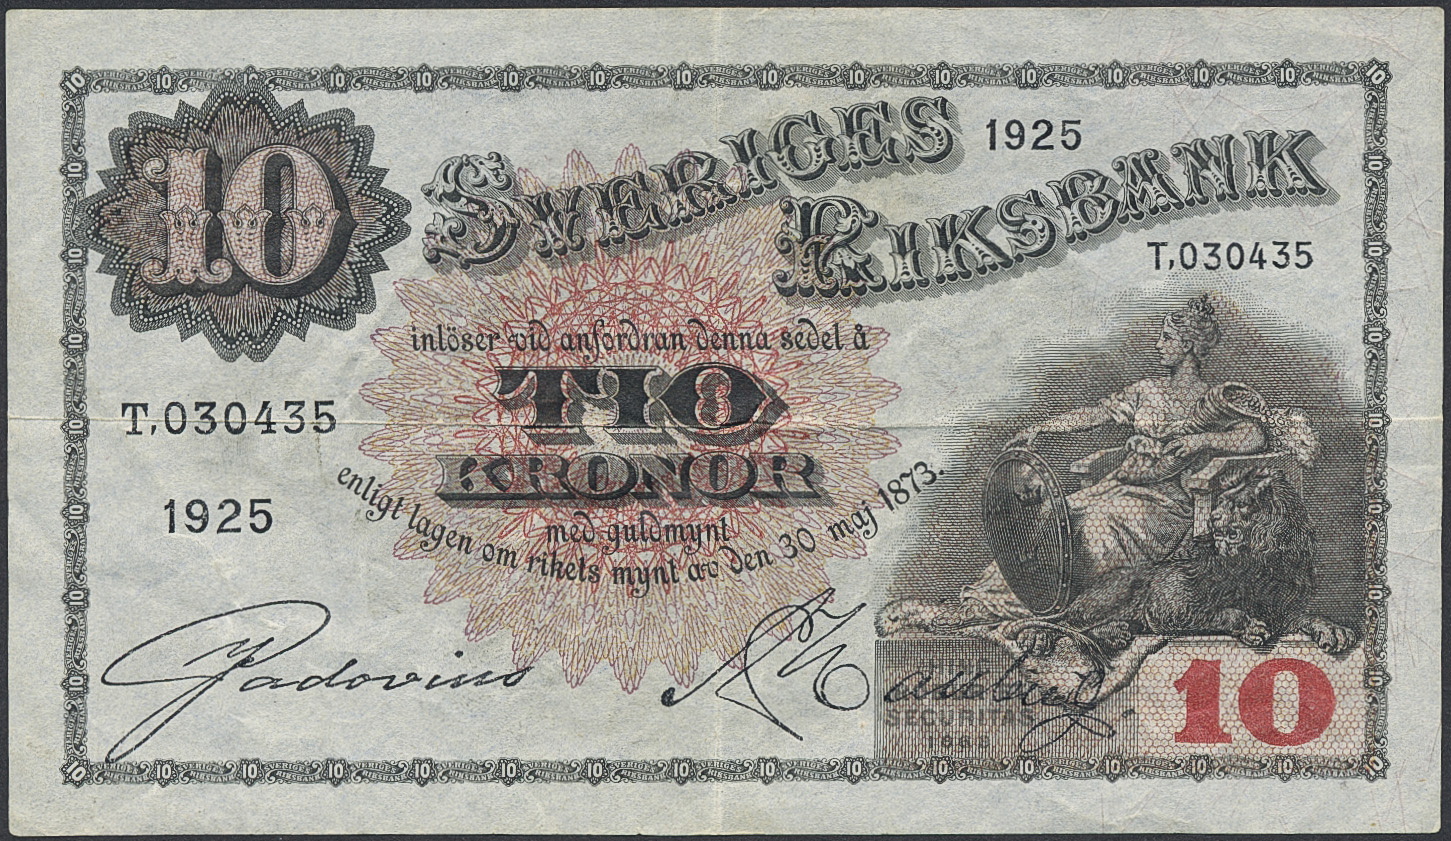 10
SVERIGES
1925
RIKSBANK
T,030435
inlöser vid anfordran denna sedel å
TIO
KRONOR
T,030435
1925
med guldmynt
enligt lagen om rikets mynt av den 30 maj 1873.
SECURITAS
10